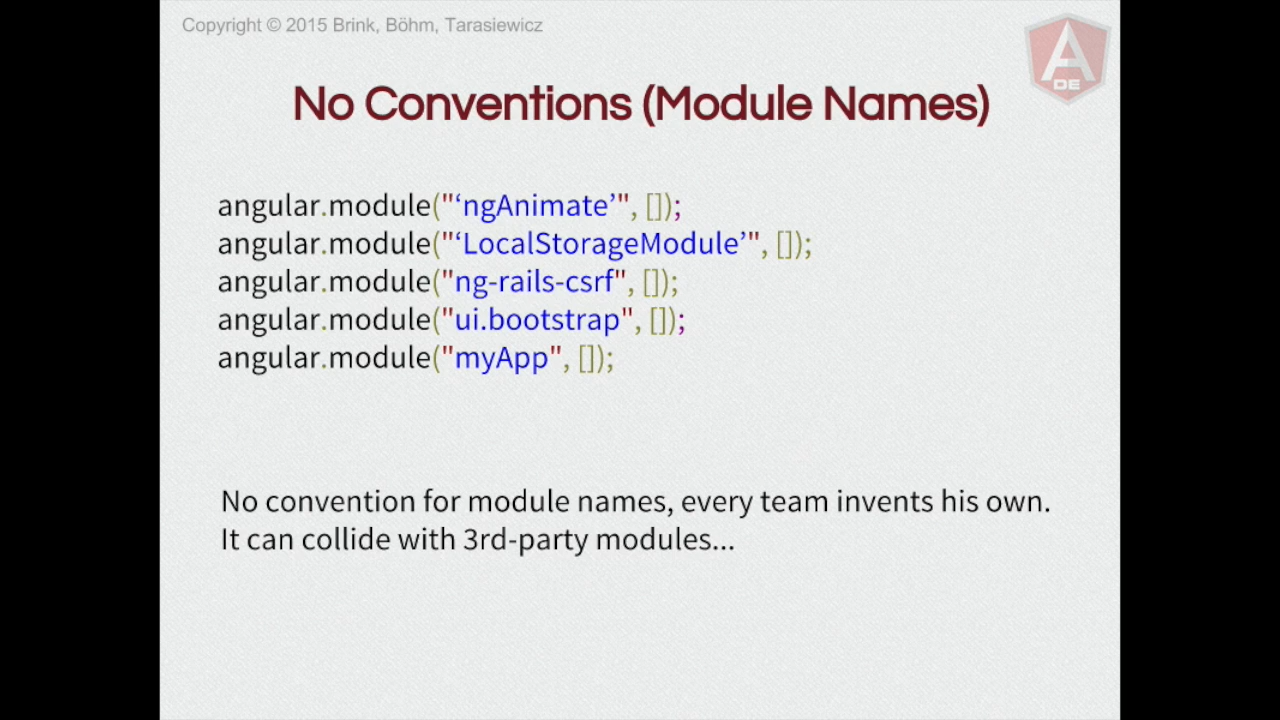 Copyright © 2015 Brink, Böhm, Tarasiewicz
A
DE
No Conventions (Module Names)
angular.module("‘ngAnimate’", []);
angular.module("‘LocalStorageModule’", []);
angular.module("ng-rails-csrf", []);
angular.module("ui.bootstrap", []);
angular.module("myApp", []);
No convention for module names, every team invents his own.
It can collide with 3rd-party modules...